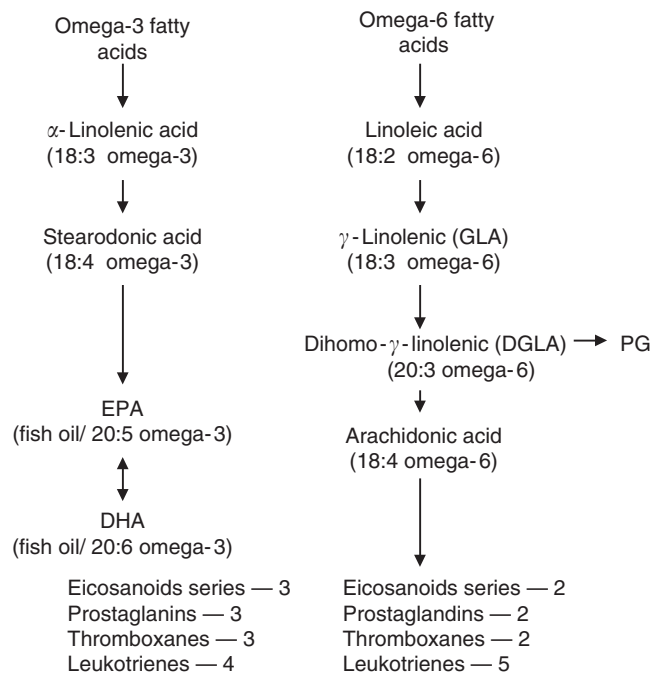 Omega-3 fatty
acids
α-Linolenic acid
(18:3 omega-3)
Stearodonic acid
(18:4 omega-3)
EPA
(fish oil/ 20:5 omega-3)
DHA
(fish oil/ 20:6 omega-3)
Eicosanoids series — 3
Prostaglanins — 3
Thromboxanes — 3
Leukotrienes — 4
Omega-6 fatty
acids
Linoleic acid
(18:2 omega-6)
γ-Linolenic (GLA)
(18:3 omega-6)
Dihomo-γ-linolenic (DGLA) → PG
(20:3 omega-6)
Arachidonic acid
(18:4 omega-6)
Eicosanoids series — 2
Prostaglandins — 2
Thromboxanes — 2
Leukotrienes — 5